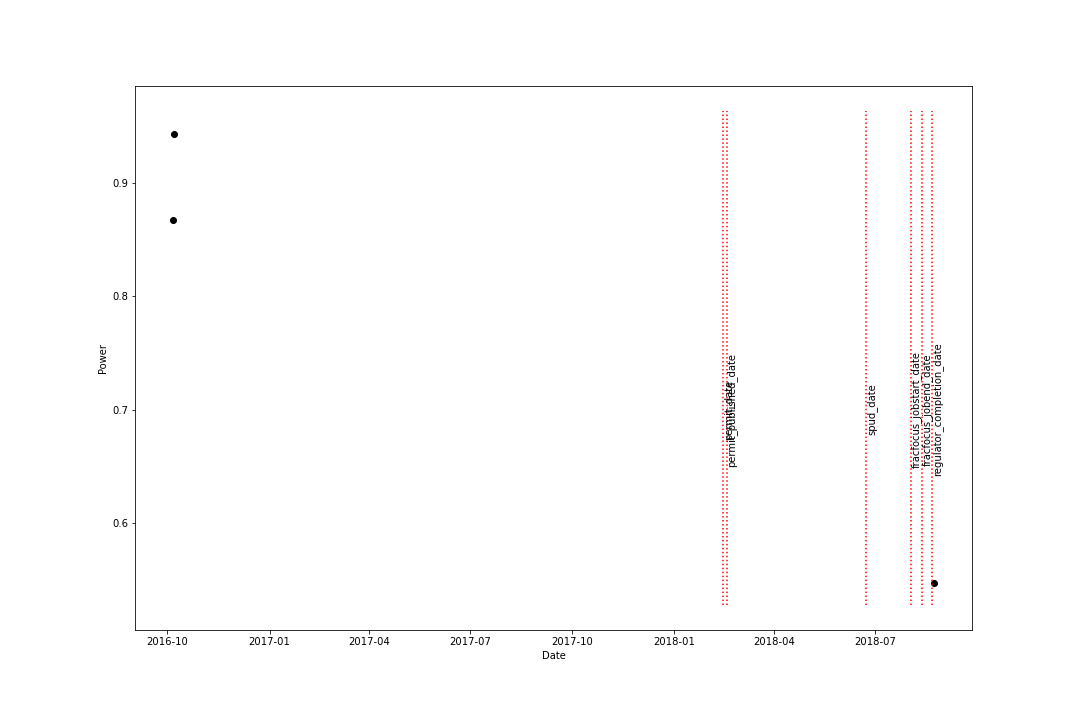 0.9
0.8
0.7
0.6
Power
permit_date
permit_published_date
spud_date
fracfocus_jobstart_date
fracfocus_jobend_date
regulator_completion_date
2016-10
2017-01
2017-04
2017-07
2017-10
2018-01
2018-04
2018-07
Date